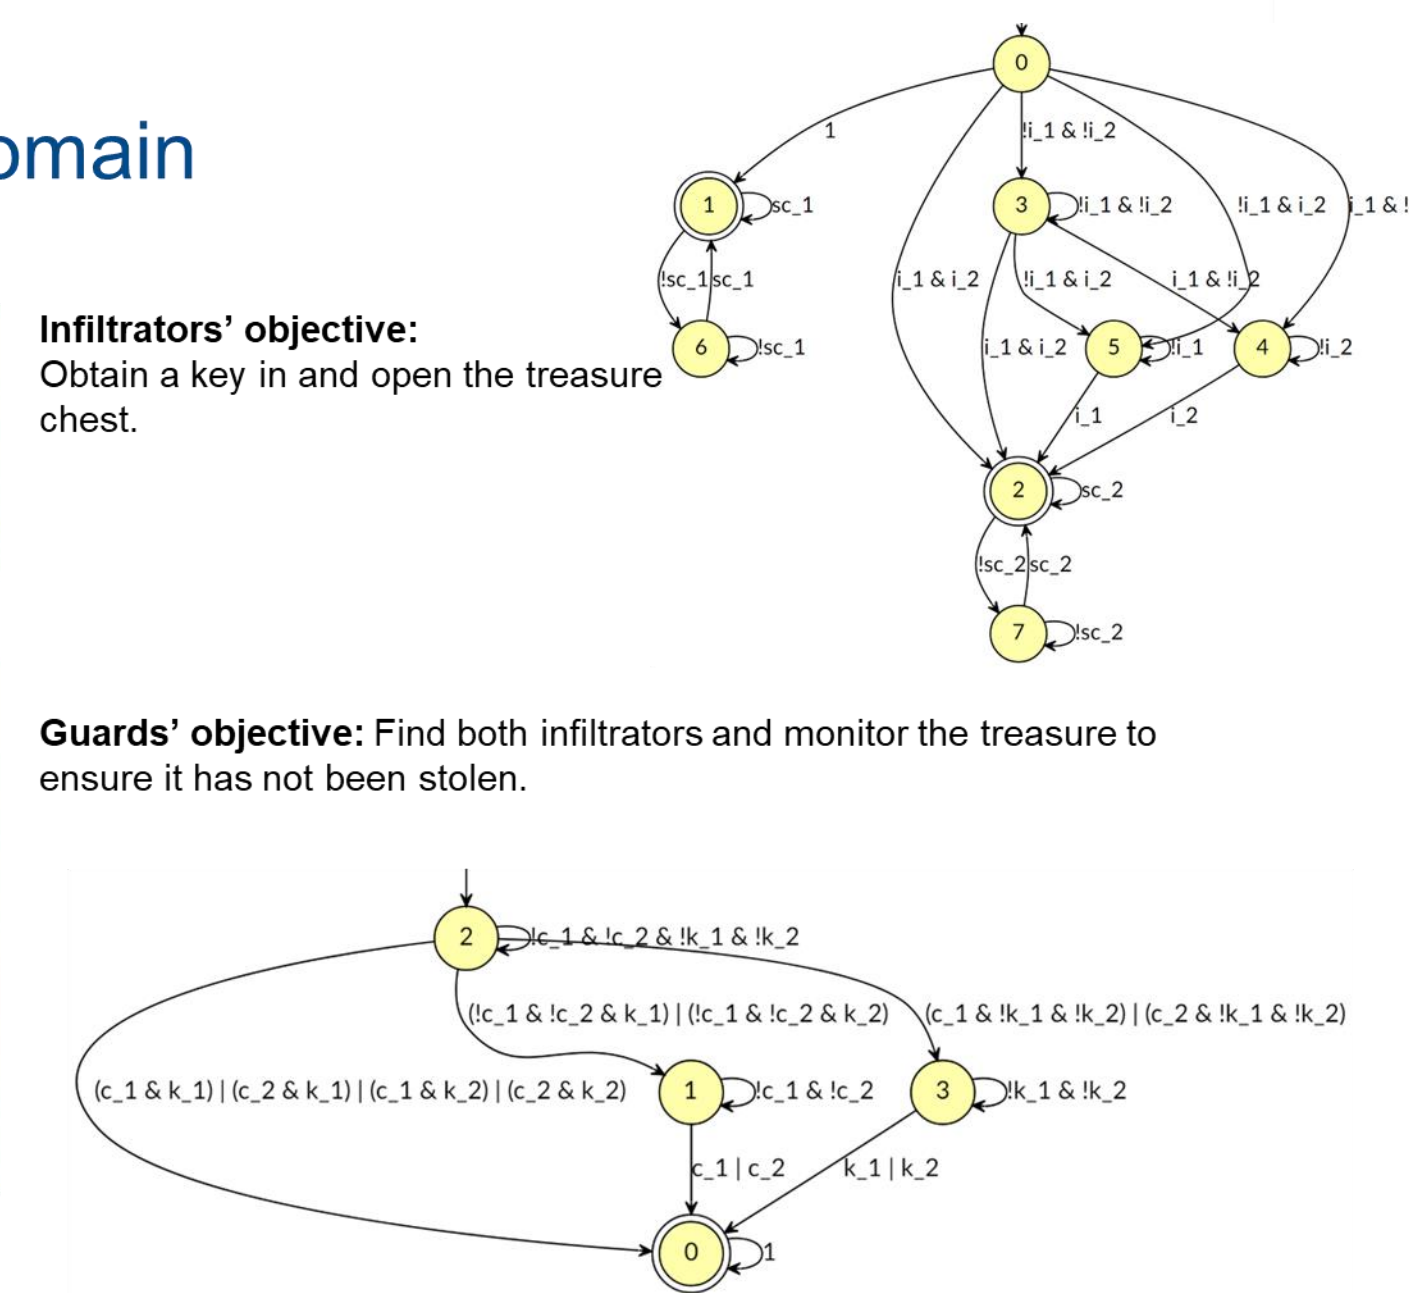 0
1
!i_1 & !i_2
omain
1
sc_1
3
!i_1 & !i_2
!i_1 & i_2
i_1 & !
!sc_1
sc_1
i_1 & i_2
!i_1 & i_2
i_1 & !i_2
Infiltrators’ objective:
Obtain a key in and open the treasure
chest.
6
!sc_1
i_1 & i_2
5
!i_1
4
!i_2
i_1
i_2
2
sc_2
!sc_2
sc_2
7
!sc_2
Guards’ objective: Find both infiltrators and monitor the treasure to
ensure it has not been stolen.
2
!c_1 & !c_2 & !k_1 & !k_2
(!c_1 & !c_2 & k_1) | (!c_1 & !c_2 & k_2)
(c_1 & !k_1 & !k_2) | (c_2 & !k_1 & !k_2)
(c_1 & k_1) | (c_2 & k_1) | (c_1 & k_2) | (c_2 & k_2)
1
!c_1 & !c_2
3
!k_1 & !k_2
c_1 | c_2
k_1 | k_2
0
1